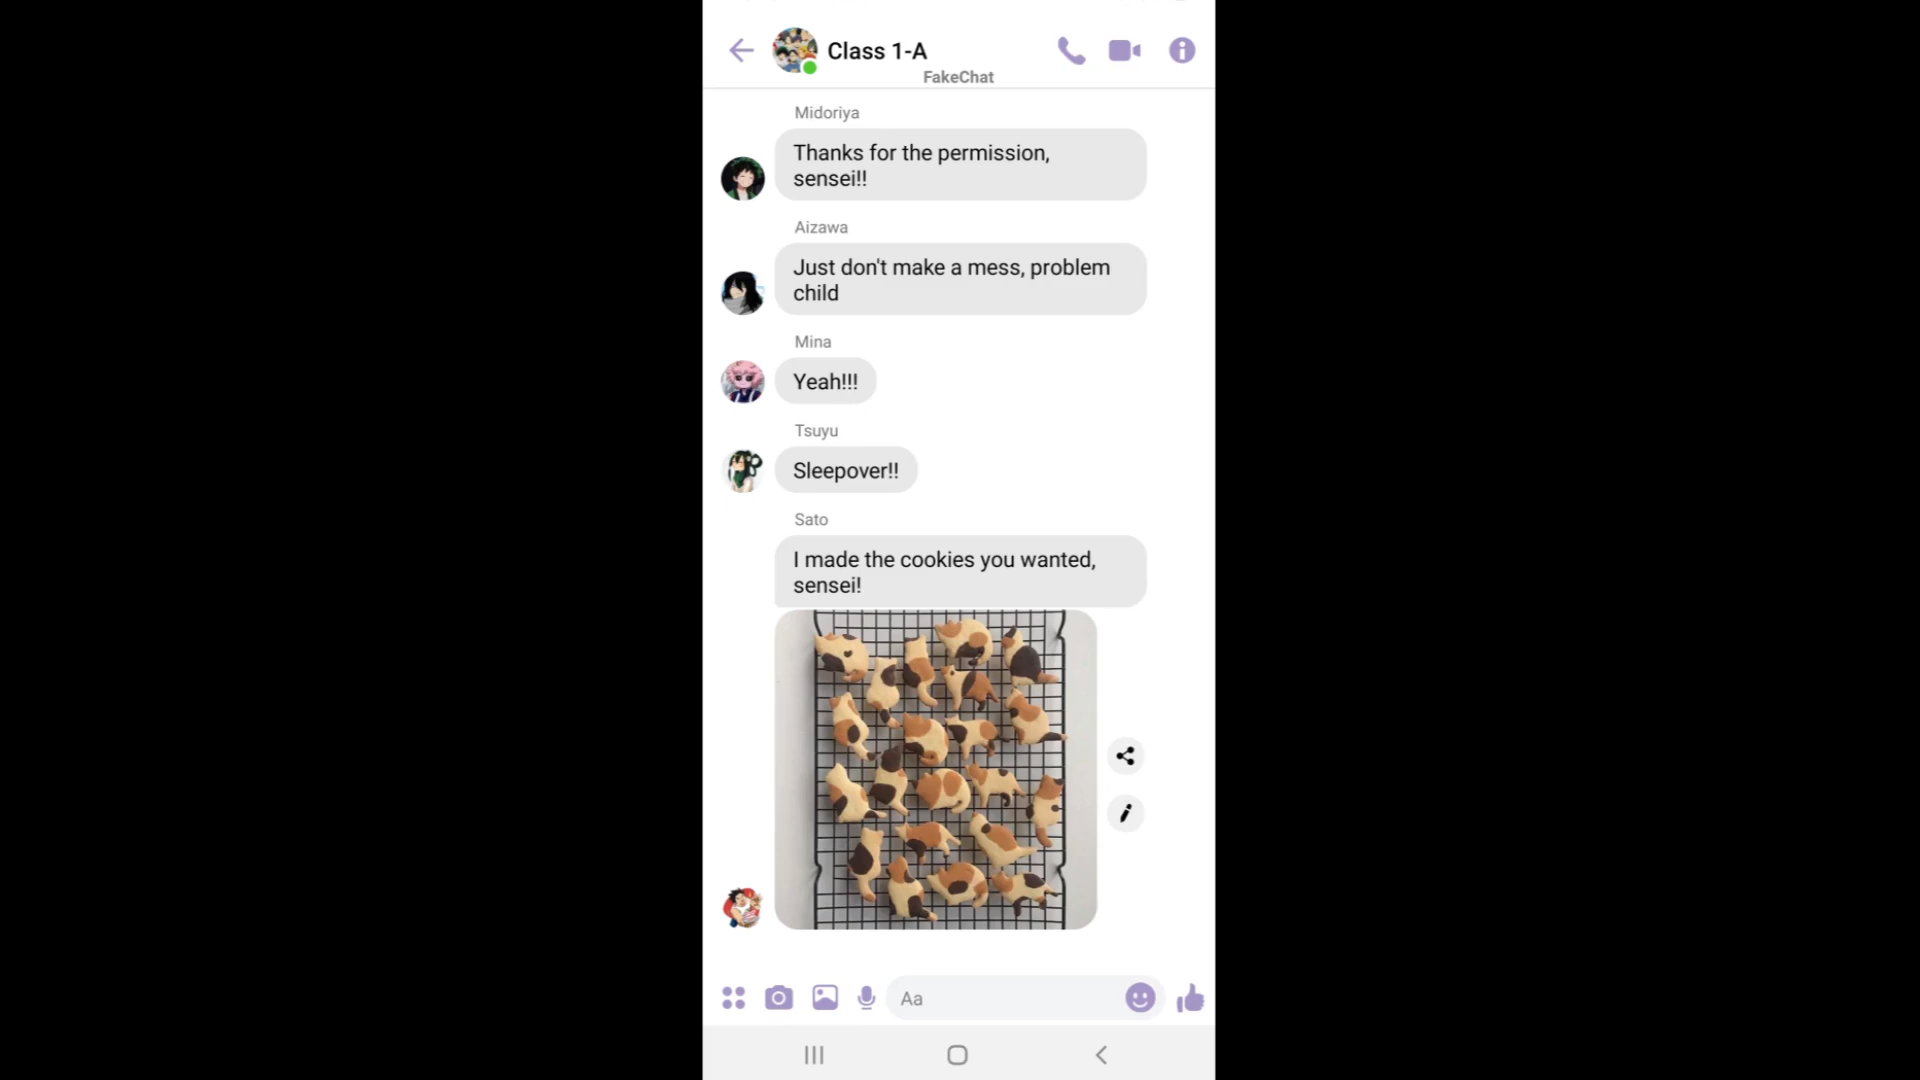 Class 1-A
FakeChat
Midoriya
Thanks for the permission,
sensei!!
Aizawa
Just don't make a mess, problem
child
Mina
Yeah!!!
Tsuyu
Sleepover!!
Sato
I made the cookies you wanted,
sensei!
Aa